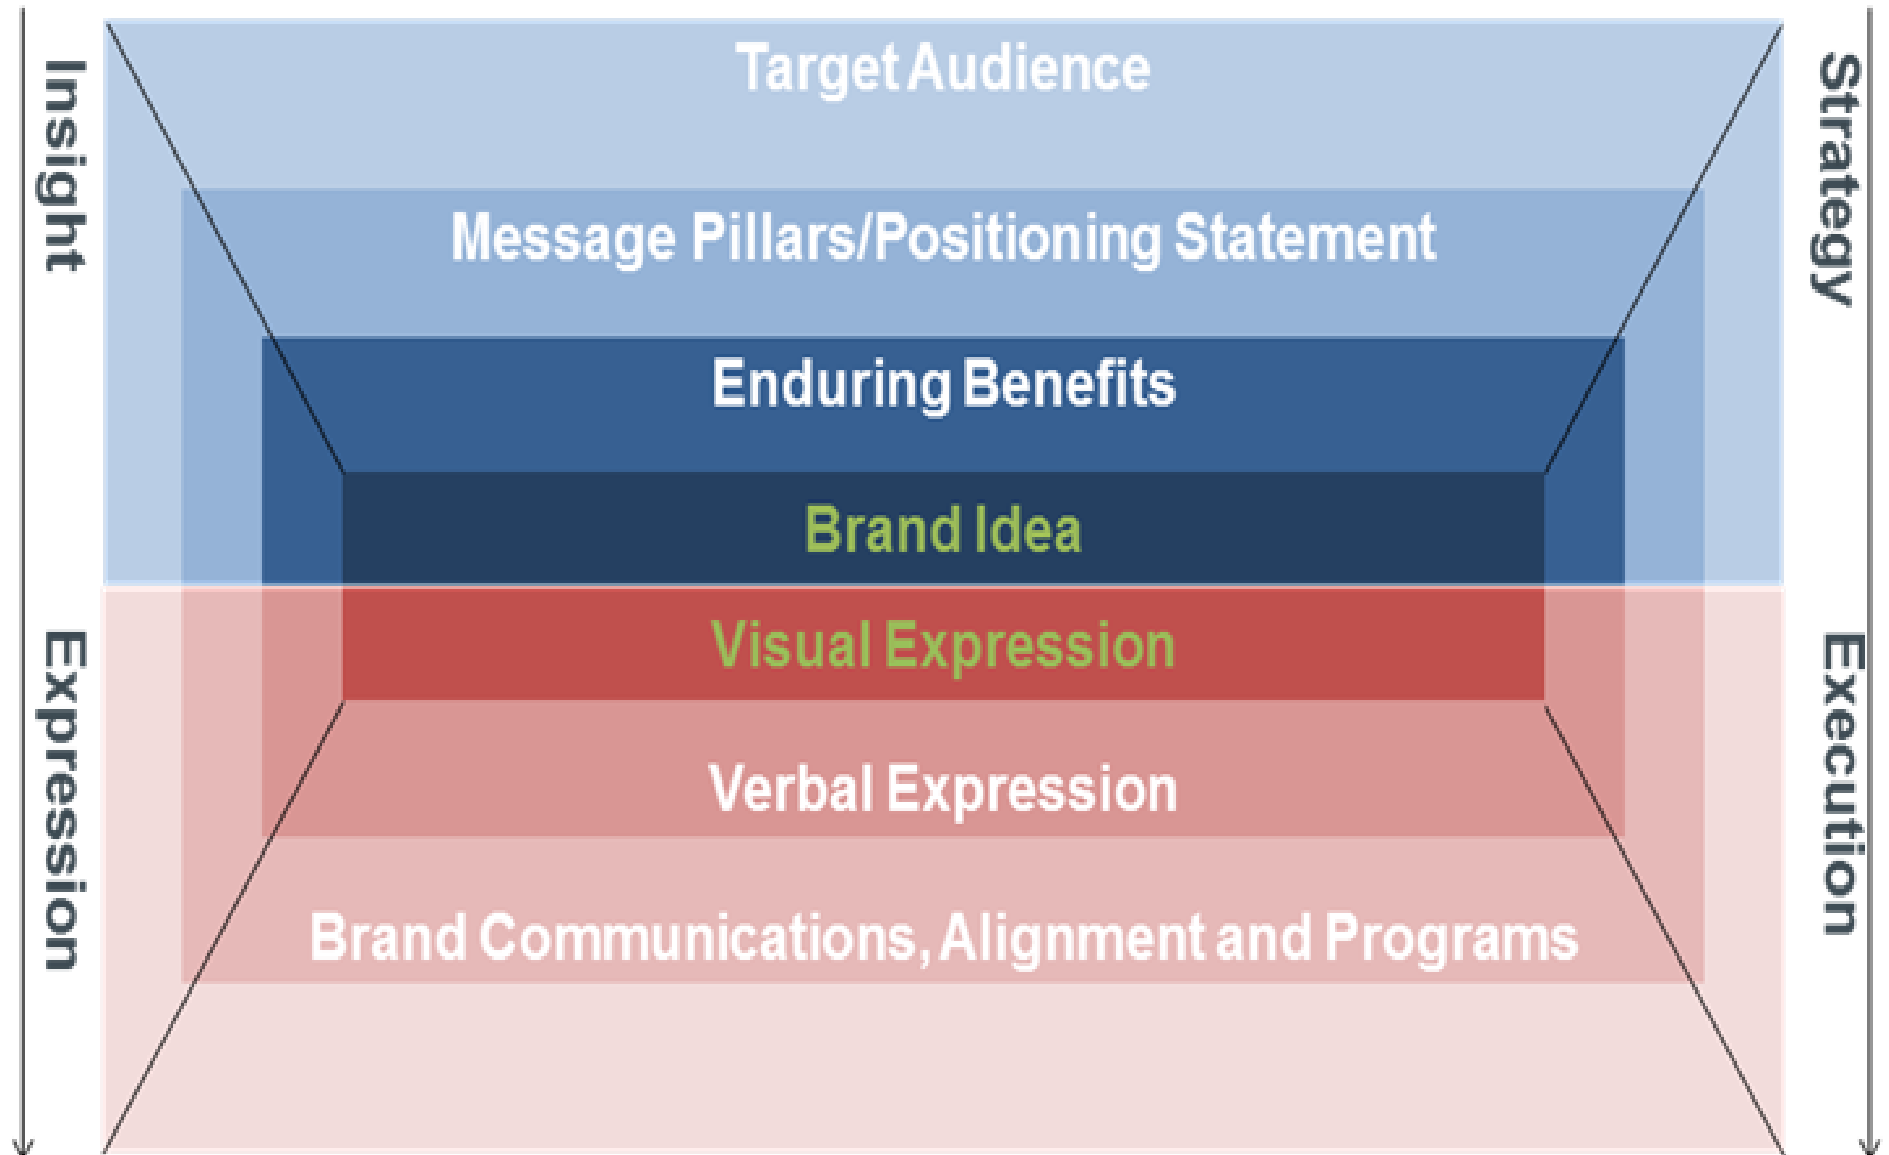 Insight
Strategy
Target Audience
Message Pillars/Positioning Statement
Enduring Benefits
Brand Idea
Expression
Execution
Visual Expression
Verbal Expression
Brand Communications, Alignment and Programs